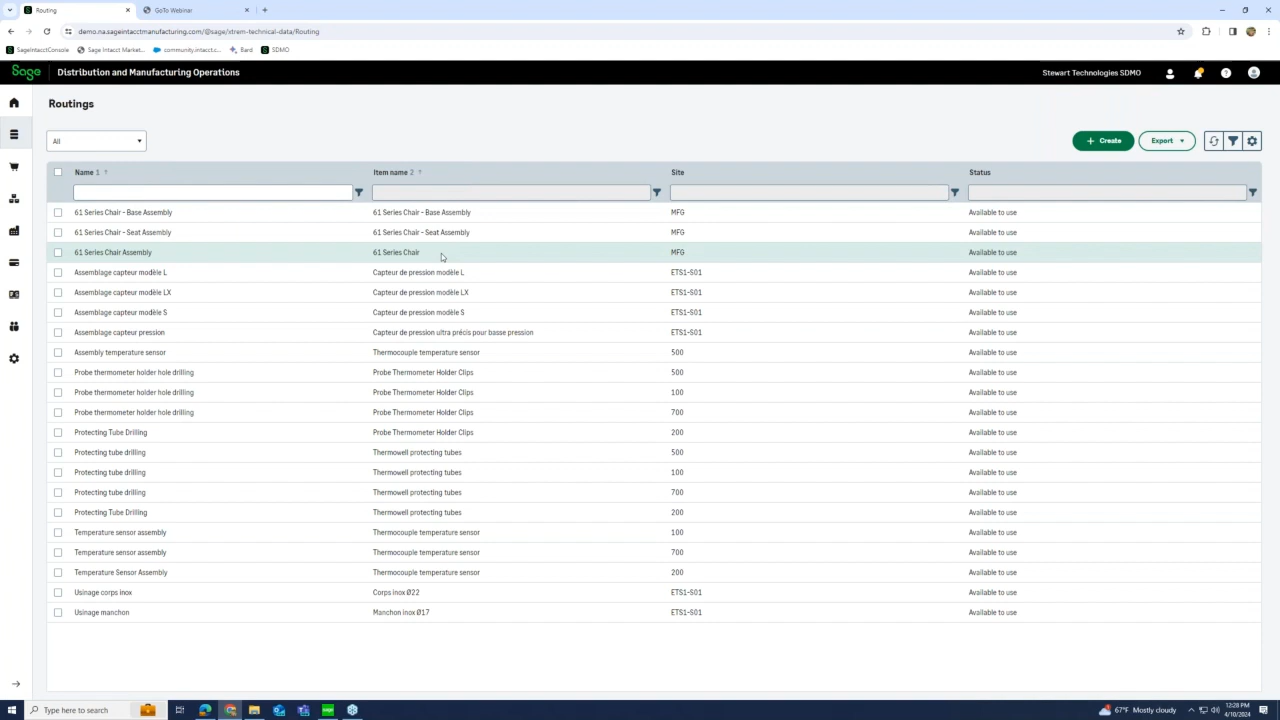 Routing
GoTo Webinar
demo.na.sageintacctmanufacturing.com/@sage/xtrem-technical-data/Routing
SageIntacctConsole
Sage Intacct Market...
community.intacct.c...
Bard
SDMO
Sage
Distribution and Manufacturing Operations
Stewart Technologies SDMO
Routings
All
+ Create
Export
Name 1 Item name 2 Site Status
61 Series Chair - Base Assembly 61 Series Chair - Base Assembly MFG Available to use
61 Series Chair - Seat Assembly 61 Series Chair - Seat Assembly MFG Available to use
61 Series Chair Assembly 61 Series Chair MFG Available to use
Assemblage capteur modèle L Capteur de pression modèle L ETS1-S01 Available to use
Assemblage capteur modèle LX Capteur de pression modèle LX ETS1-S01 Available to use
Assemblage capteur modèle S Capteur de pression modèle S ETS1-S01 Available to use
Assemblage capteur pression Capteur de pression ultra précis pour basse pression ETS1-S01 Available to use
Assembly temperature sensor Thermocouple temperature sensor 500 Available to use
Probe thermometer holder hole drilling Probe Thermometer Holder Clips 500 Available to use
Probe thermometer holder hole drilling Probe Thermometer Holder Clips 100 Available to use
Probe thermometer holder hole drilling Probe Thermometer Holder Clips 700 Available to use
Protecting Tube Drilling Probe Thermometer Holder Clips 200 Available to use
Protecting tube drilling Thermowell protecting tubes 500 Available to use
Protecting tube drilling Thermowell protecting tubes 100 Available to use
Protecting tube drilling Thermowell protecting tubes 700 Available to use
Protecting Tube Drilling Thermowell protecting tubes 200 Available to use
Temperature sensor assembly Thermocouple temperature sensor 100 Available to use
Temperature sensor assembly Thermocouple temperature sensor 700 Available to use
Temperature Sensor Assembly Thermocouple temperature sensor 200 Available to use
Usinage corps inox Corps inox Ø22 ETS1-S01 Available to use
Usinage manchon Manchon inox Ø17 ETS1-S01 Available to use
Type here to search
67°F Mostly cloudy
12:28 PM
4/10/2024